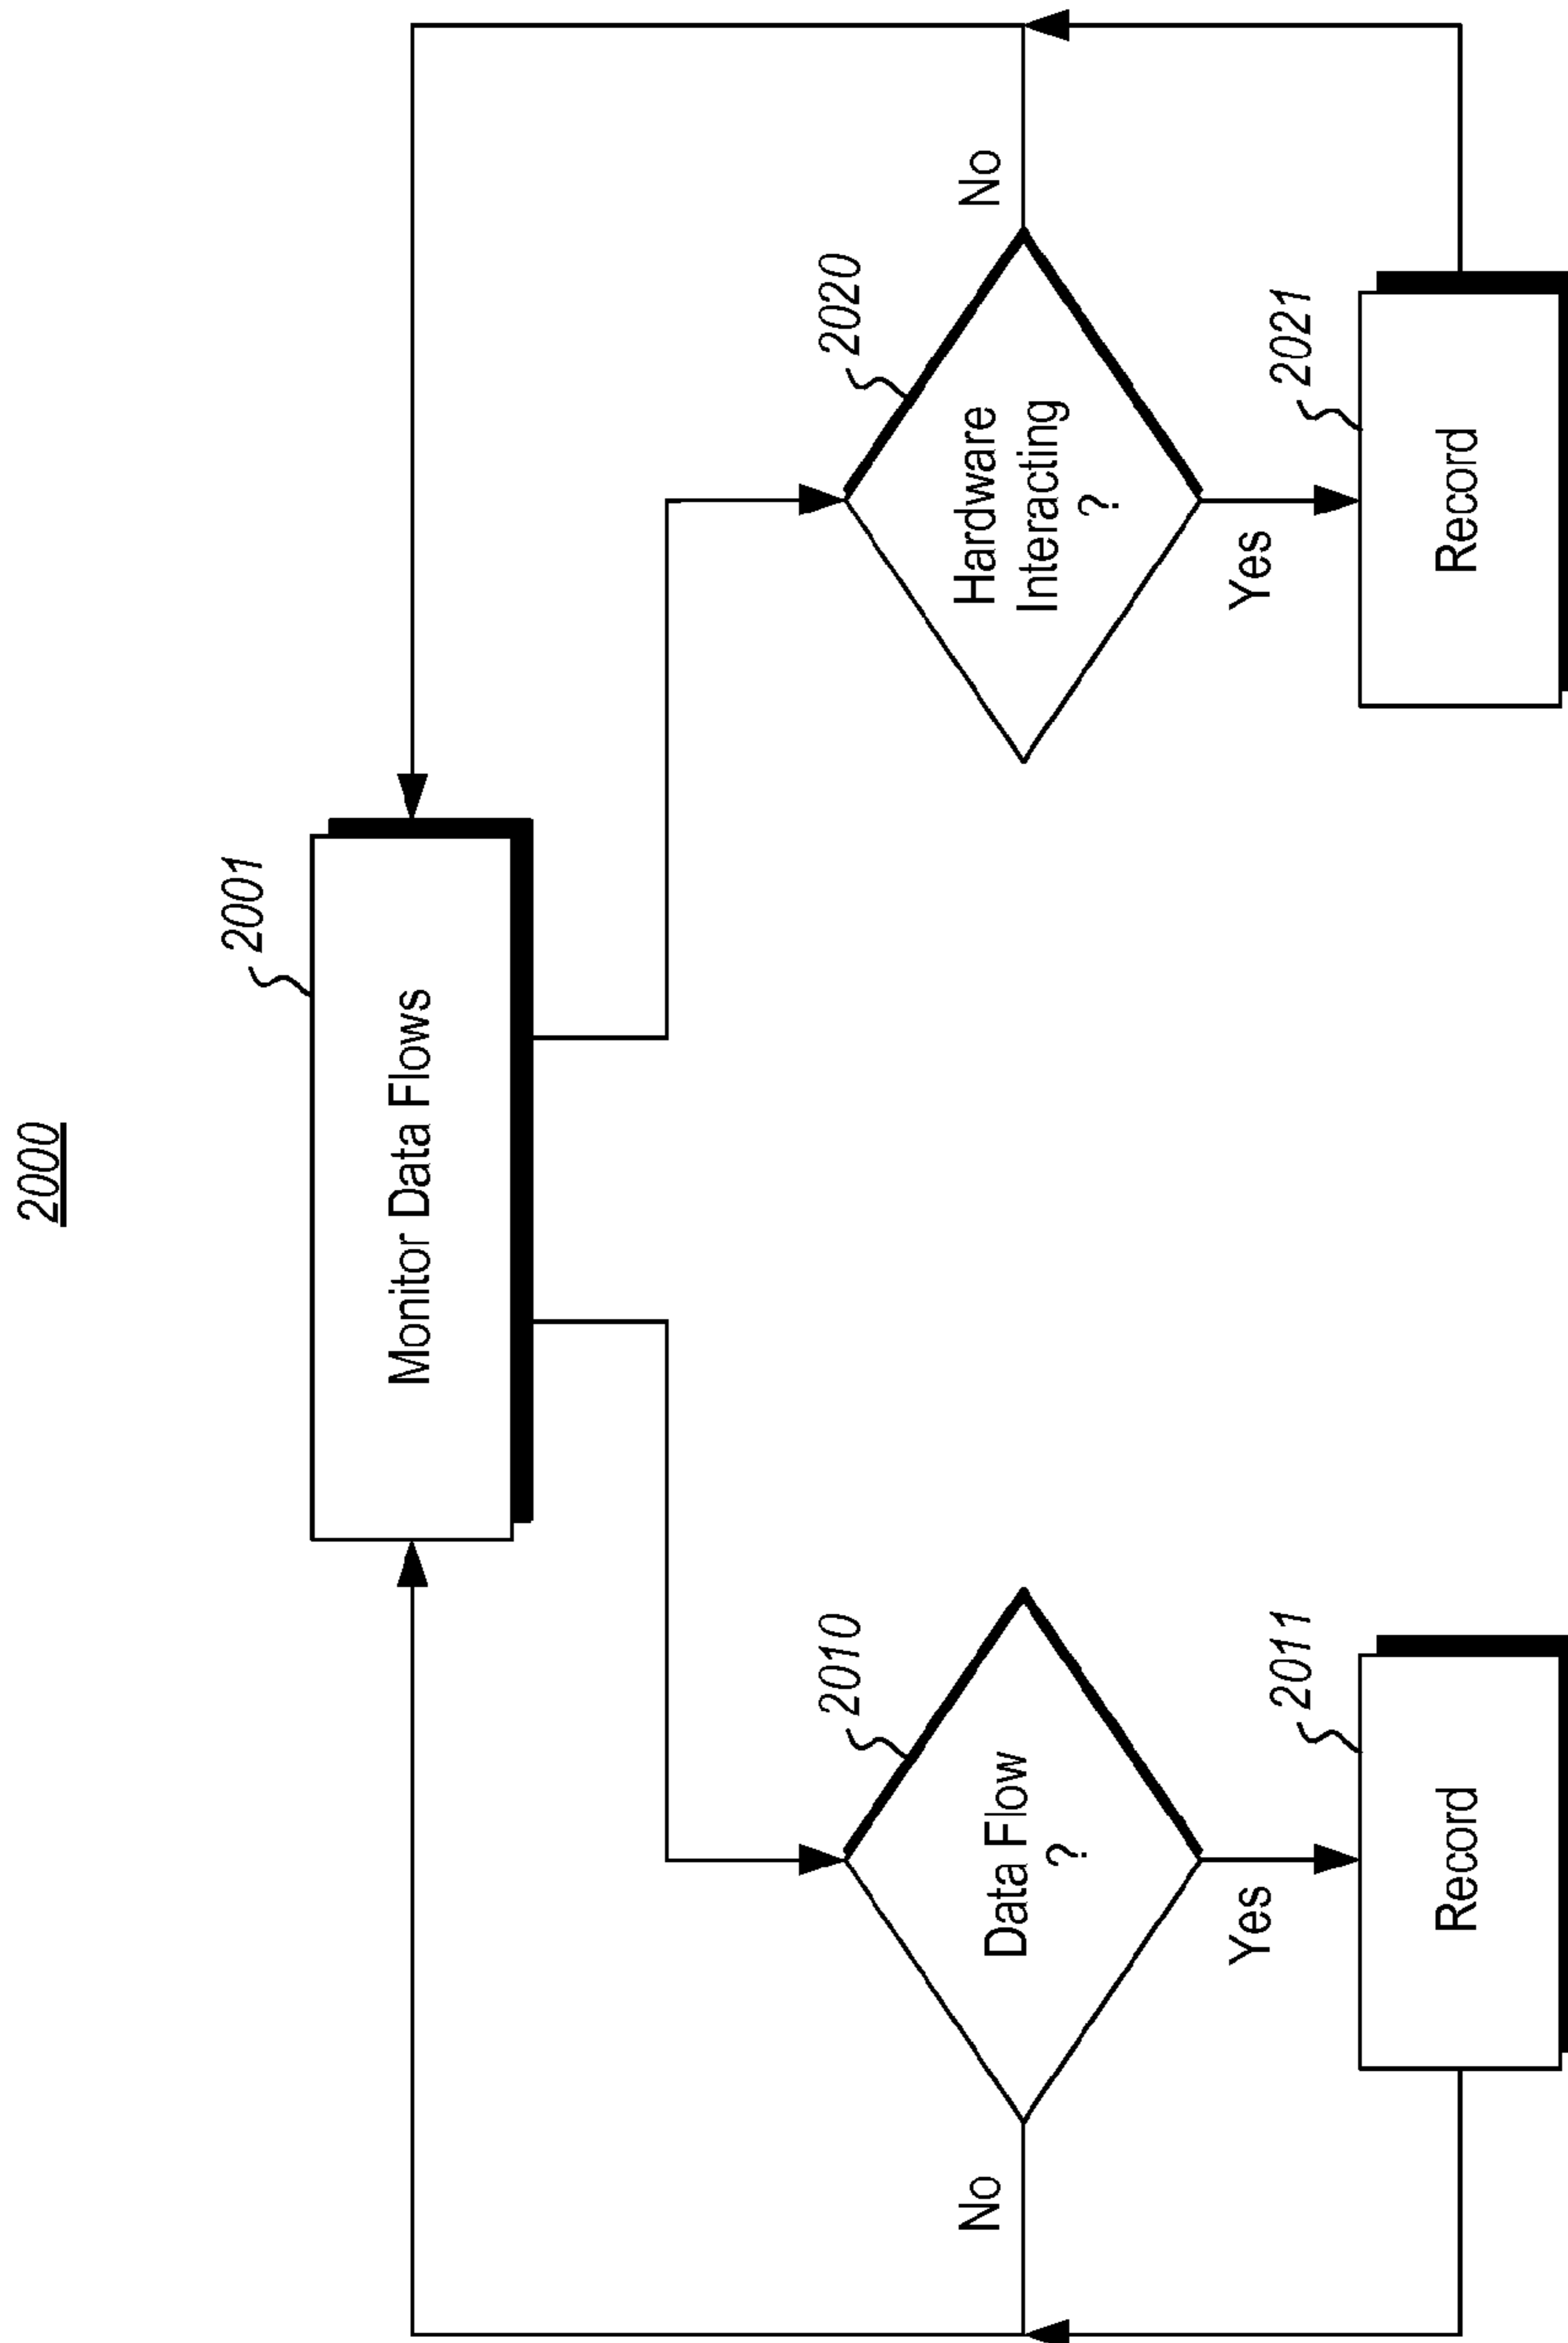 2000
2001
Monitor Data Flows
2010
Data Flow
?
No
Yes
2011
Record
2020
Hardware
Interacting
?
No
Yes
2021
Record